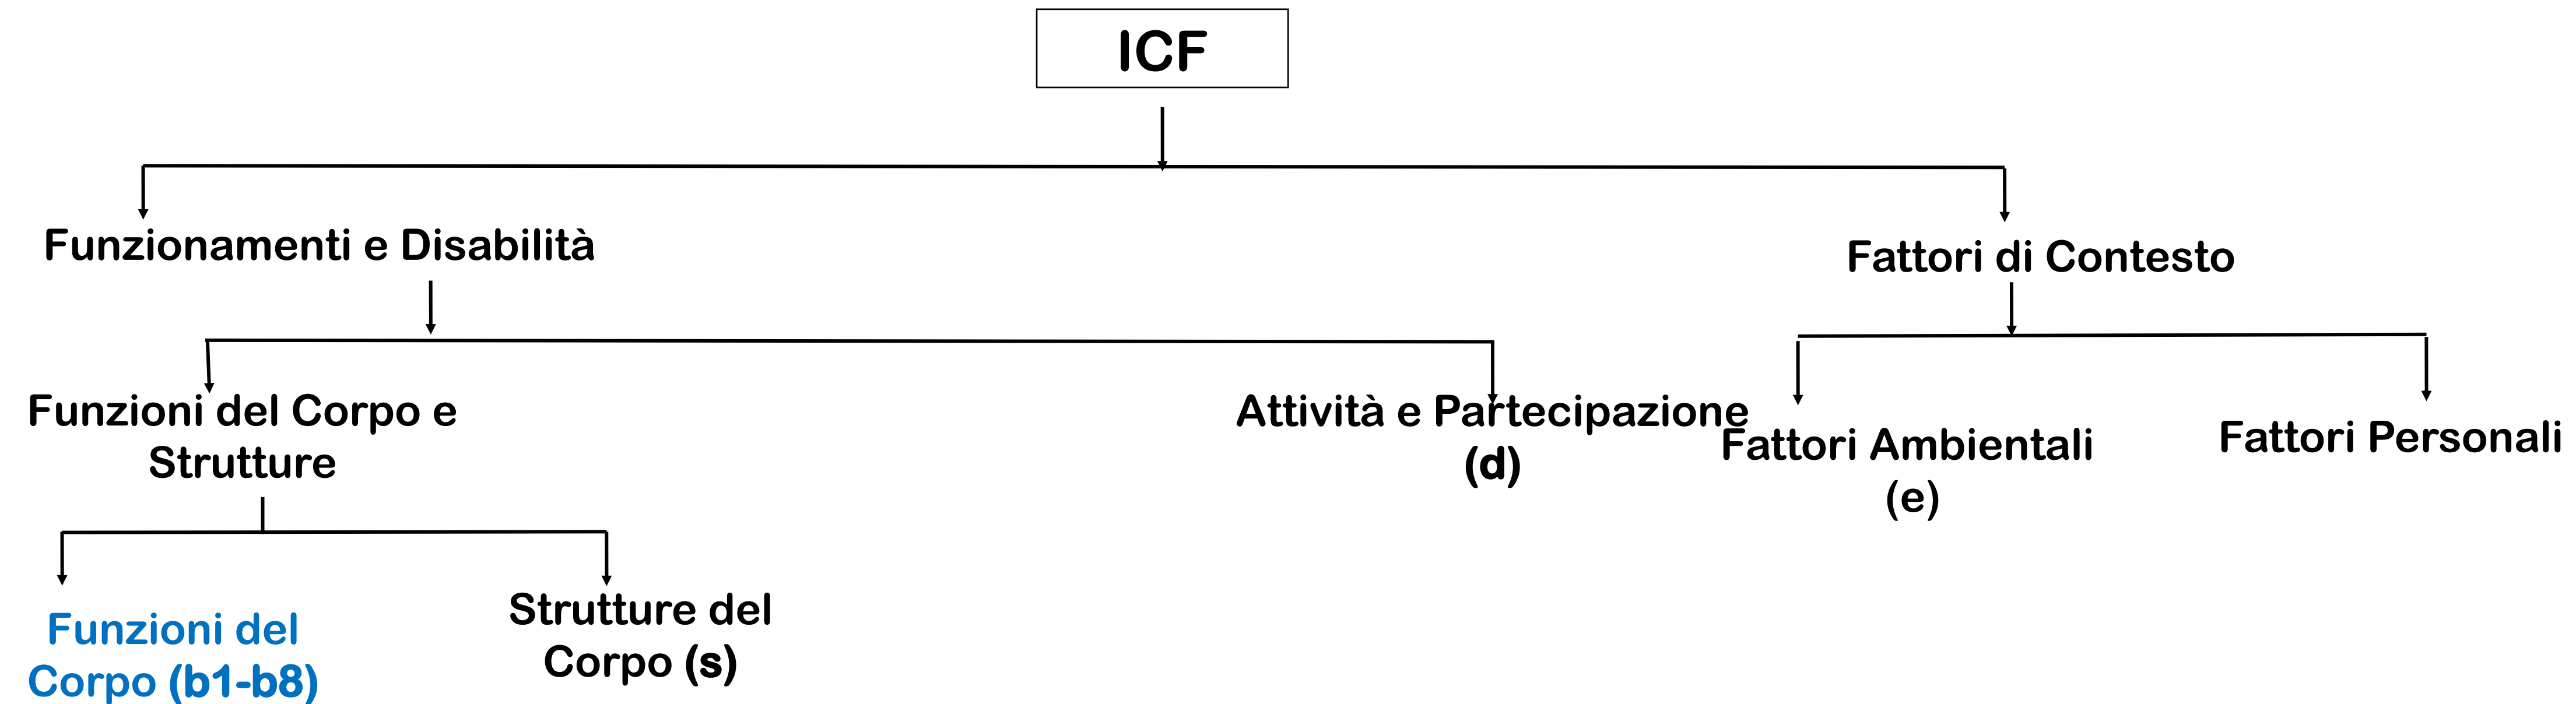 ICF
Funzionamenti e Disabilità
Fattori di Contesto
Funzioni del Corpo e
Strutture
Attività e Partecipazione
(d)
Fattori Ambientali
(e)
Fattori Personali
Funzioni del
Corpo (b1-b8)
Strutture del
Corpo (s)